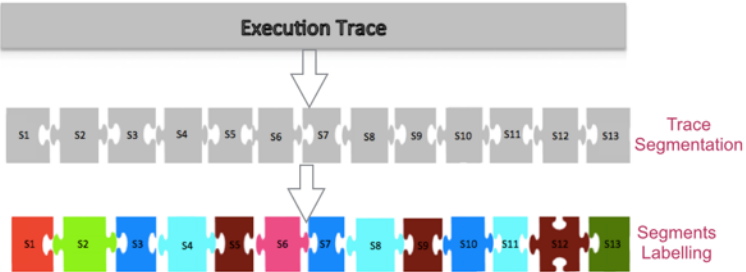 Execution Trace
S1 S2 S3 S4 S5 S6 S7 S8 S9 S10 S11 S12 S13
Trace
Segmentation
S1 S2 S3 S4 S5 S6 S7 S8 S9 S10 S11 S12 S13
Segments
Labelling